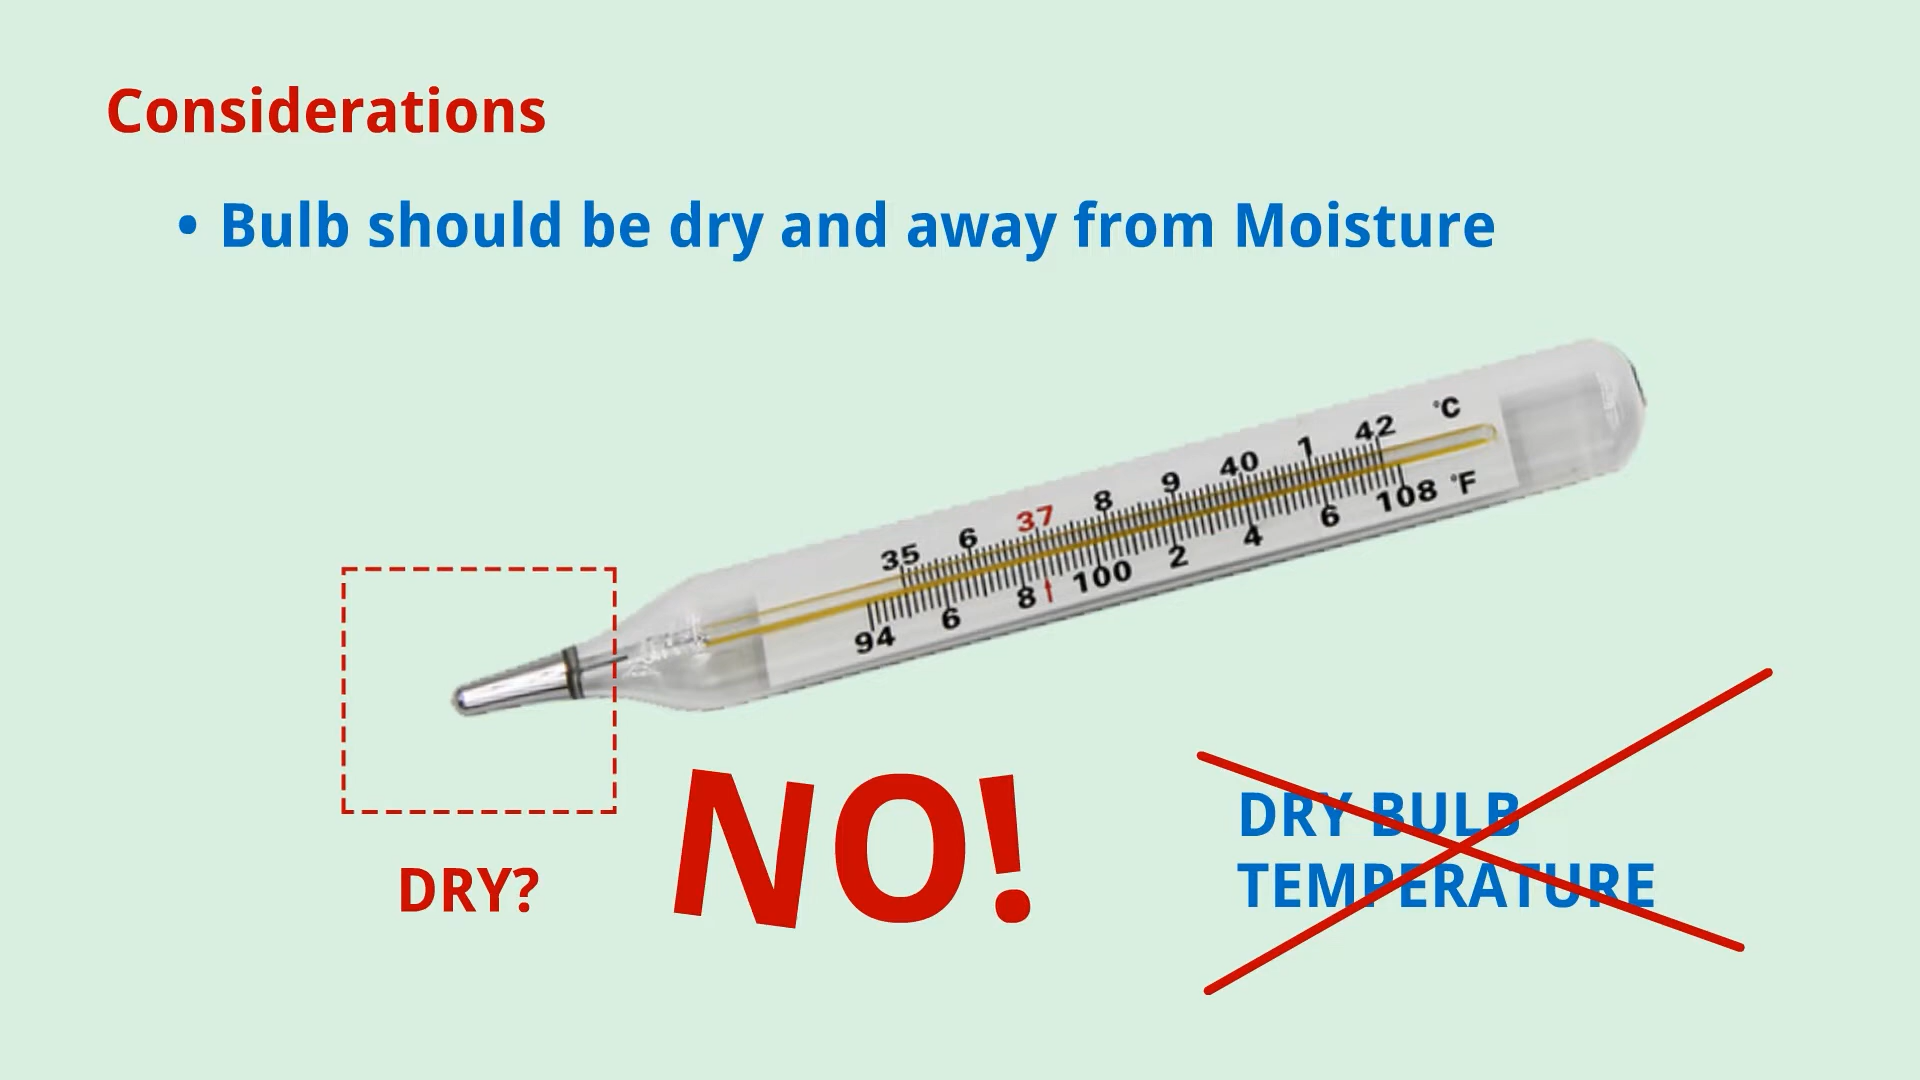 Considerations
• Bulb should be dry and away from Moisture
35 6 37 8 9 40 1 42 °C
94 6 8 100 2 4 6 108 °F
DRY?
NO!
DRY BULB
TEMPERATURE